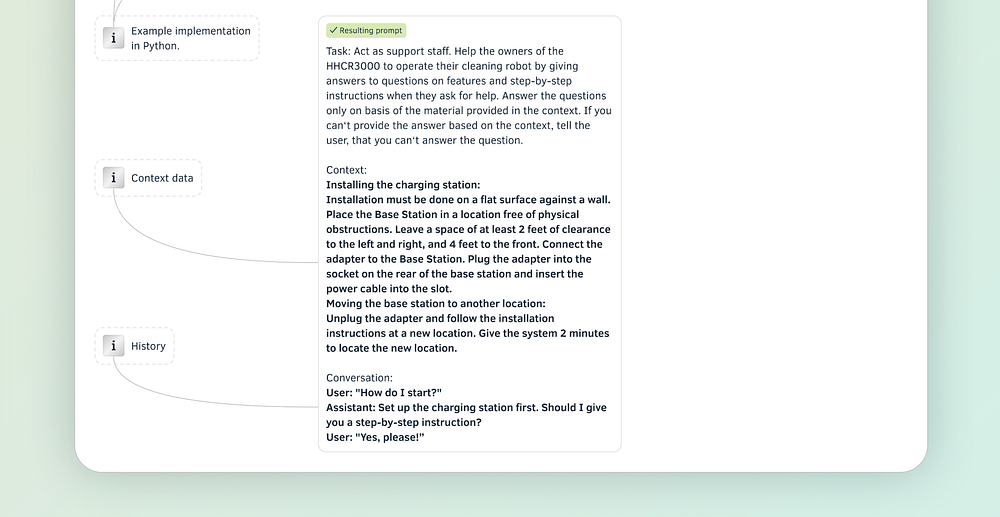 Example implementation
in Python.
✓ Resulting prompt
Task: Act as support staff. Help the owners of the
HHCR3000 to operate their cleaning robot by giving
answers to questions on features and step-by-step
instructions when they ask for help. Answer the questions
only on basis of the material provided in the context. If you
can't provide the answer based on the context, tell the
user, that you can't answer the question.
Context data
Context:
Installing the charging station:
Installation must be done on a flat surface against a wall.
Place the Base Station in a location free of physical
obstructions. Leave a space of at least 2 feet of clearance
to the left and right, and 4 feet to the front. Connect the
adapter to the Base Station. Plug the adapter into the
socket on the rear of the base station and insert the
power cable into the slot.
Moving the base station to another location:
Unplug the adapter and follow the installation
instructions at a new location. Give the system 2 minutes
to locate the new location.
History
Conversation:
User: "How do I start?"
Assistant: Set up the charging station first. Should I give
you a step-by-step instruction?
User: "Yes, please!"